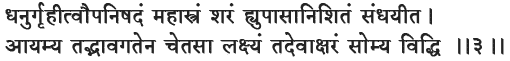 धनुर्गृहीत्वौपनिषदं महास्त्रं शरं ह्युपासानिशितं संधयीत।
आयम्य तद्भावगतेन चेतसा लक्ष्यं तदेवाक्षरं सोम्य विद्धि ॥३॥